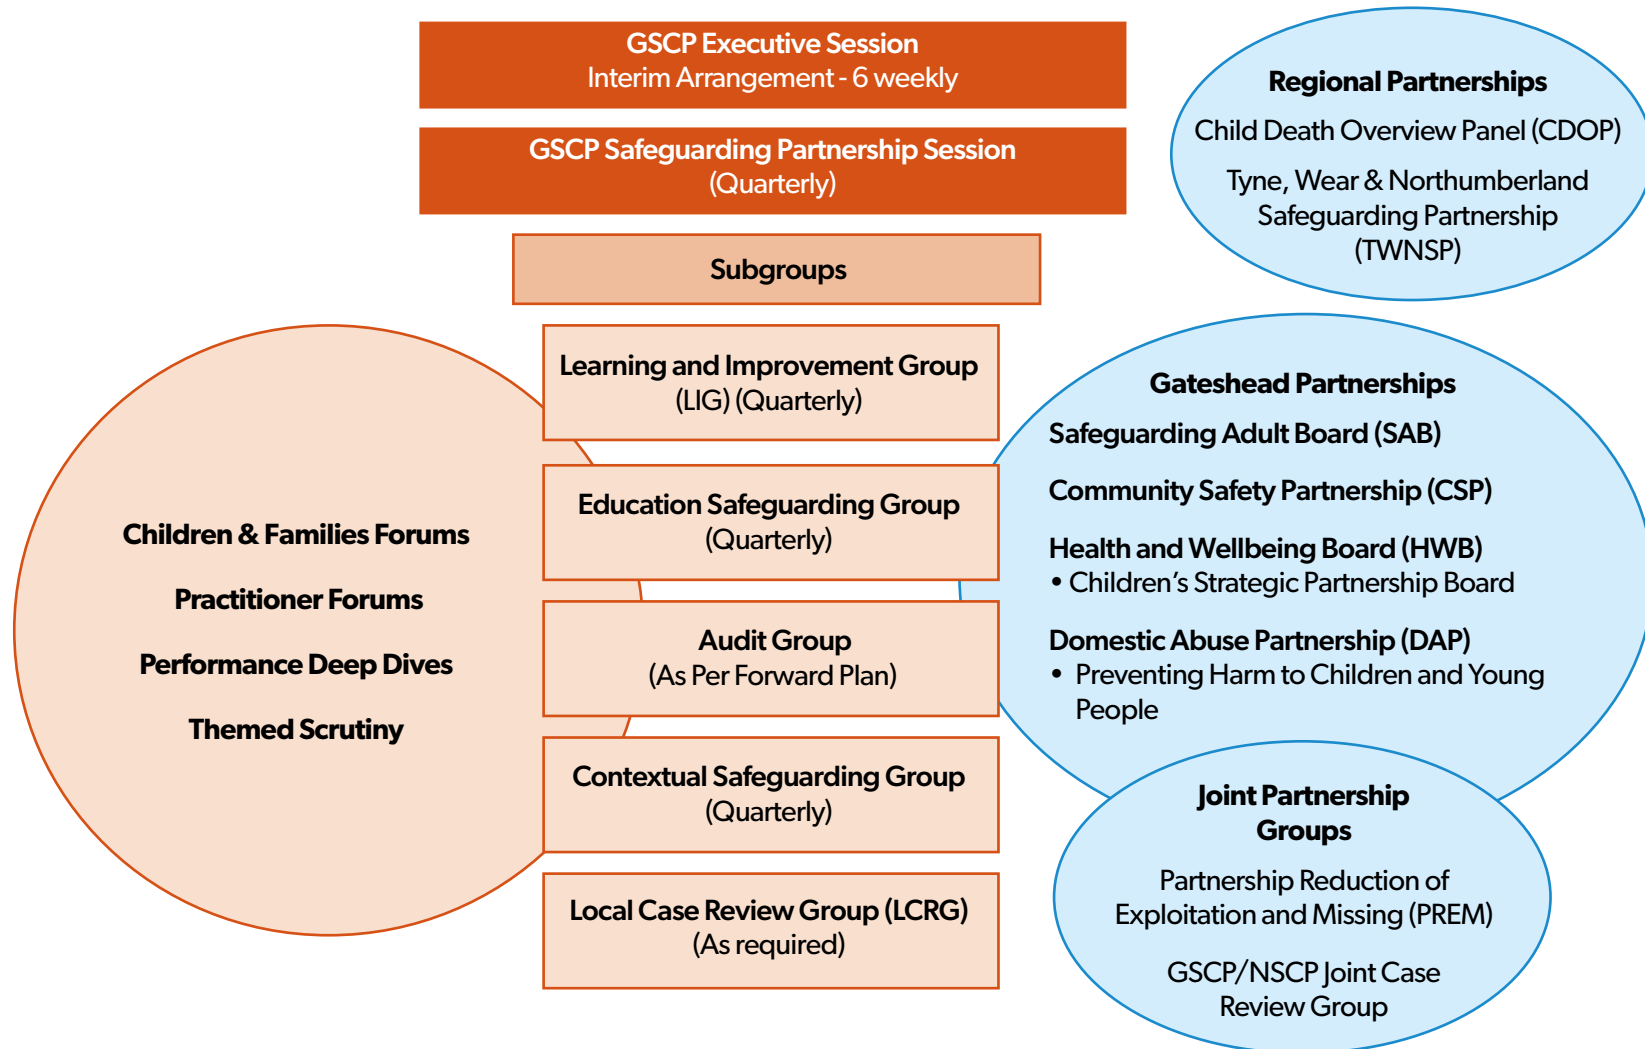 GSCP Executive Session
Interim Arrangement - 6 weekly
GSCP Safeguarding Partnership Session
(Quarterly)
Subgroups
Learning and Improvement Group
(LIG) (Quarterly)
Education Safeguarding Group
(Quarterly)
Audit Group
(As Per Forward Plan)
Contextual Safeguarding Group
(Quarterly)
Local Case Review Group (LCRG)
(As required)
Children & Families Forums
Practitioner Forums
Performance Deep Dives
Themed Scrutiny
Regional Partnerships
Child Death Overview Panel (CDOP)
Tyne, Wear & Northumberland
Safeguarding Partnership
(TWNSP)
Gateshead Partnerships
Safeguarding Adult Board (SAB)
Community Safety Partnership (CSP)
Health and Wellbeing Board (HWB)
• Children’s Strategic Partnership Board
Domestic Abuse Partnership (DAP)
• Preventing Harm to Children and Young
People
Joint Partnership
Groups
Partnership Reduction of
Exploitation and Missing (PREM)
GSCP/NSCP Joint Case
Review Group